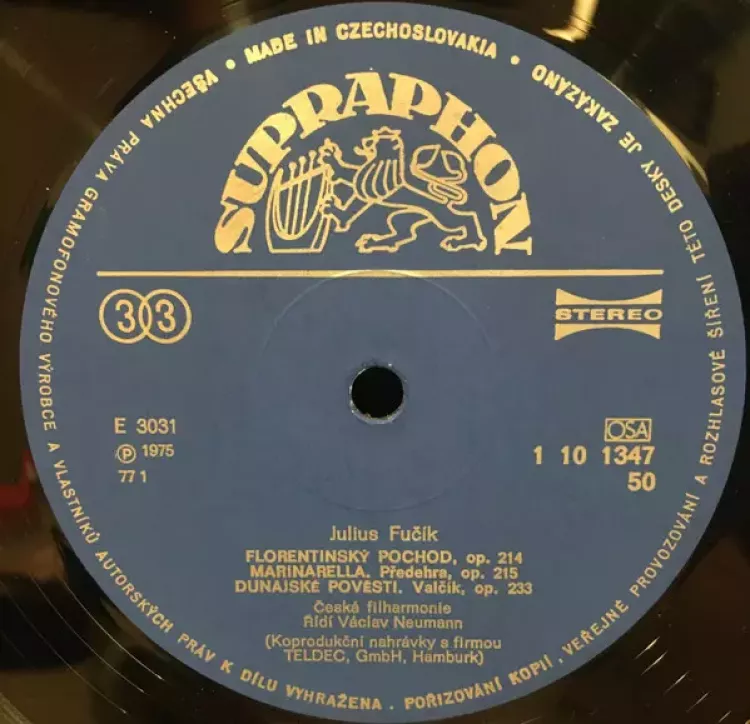 MADE IN CZECHOSLOVAKIA •
VŠECHNA PRÁVA GRAMOFONOVÉHO VÝROBCE A VLASTNÍKŮ AUTORSKÝCH PRÁV K DÍLU VYHRAŽENA . POŘIZOVÁNÍ KOPIÍ , VEŘEJNÉ PROVOZOVÁNÍ A ROZHLASOVÉ ŠÍŘENÍ TÉTO DESKY JE ZAKÁZÁNO •
SUPRAPHON
33
STEREO
E 3031
℗ 1975
77 1
OSA
1 10 1347
50
Julius Fučík
FLORENTINSKÝ POCHOD, op. 214
MARINARELLA. Předehra, op. 215
DUNAJSKÉ POVĚSTI. Valčík, op. 233
Česká filharmonie
Řídí Václav Neumann
(Koprodukční nahrávky s firmou
TELDEC, GmbH, Hamburk)